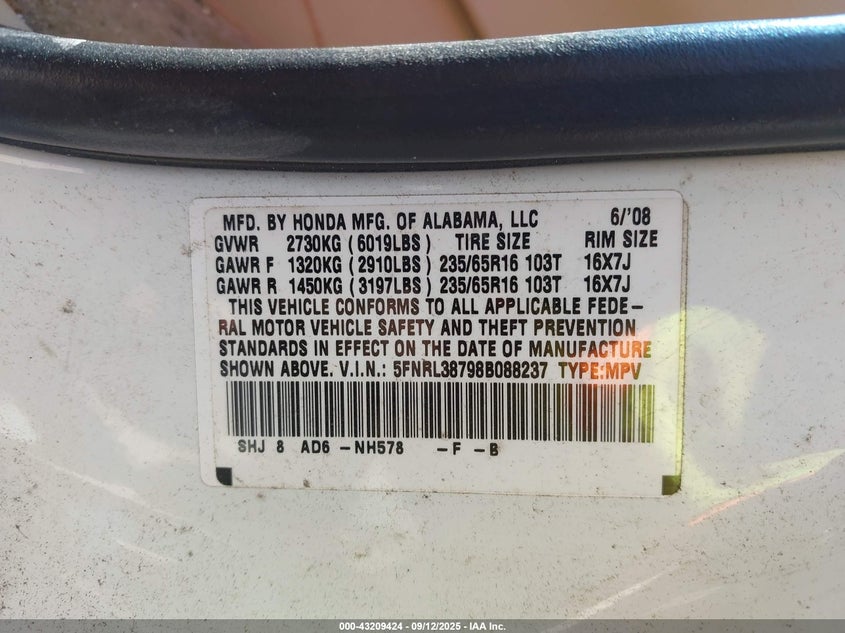 MFD. BY HONDA MFG. OF ALABAMA, LLC 6/'08
GVWR 2730KG (6019LBS) TIRE SIZE RIM SIZE
GAWR F 1320KG (2910LBS) 235/65R16 103T 16X7J
GAWR R 1450KG (3197LBS) 235/65R16 103T 16X7J
THIS VEHICLE CONFORMS TO ALL APPLICABLE FEDE-
RAL MOTOR VEHICLE SAFETY AND THEFT PREVENTION
STANDARDS IN EFFECT ON THE DATE OF MANUFACTURE
SHOWN ABOVE. V.I.N.: 5FNRL38798B088237 TYPE:MPV
SHJ 8 AD6 -NH578 -F -B
000-43209424 - 09/12/2025 - IAA Inc.